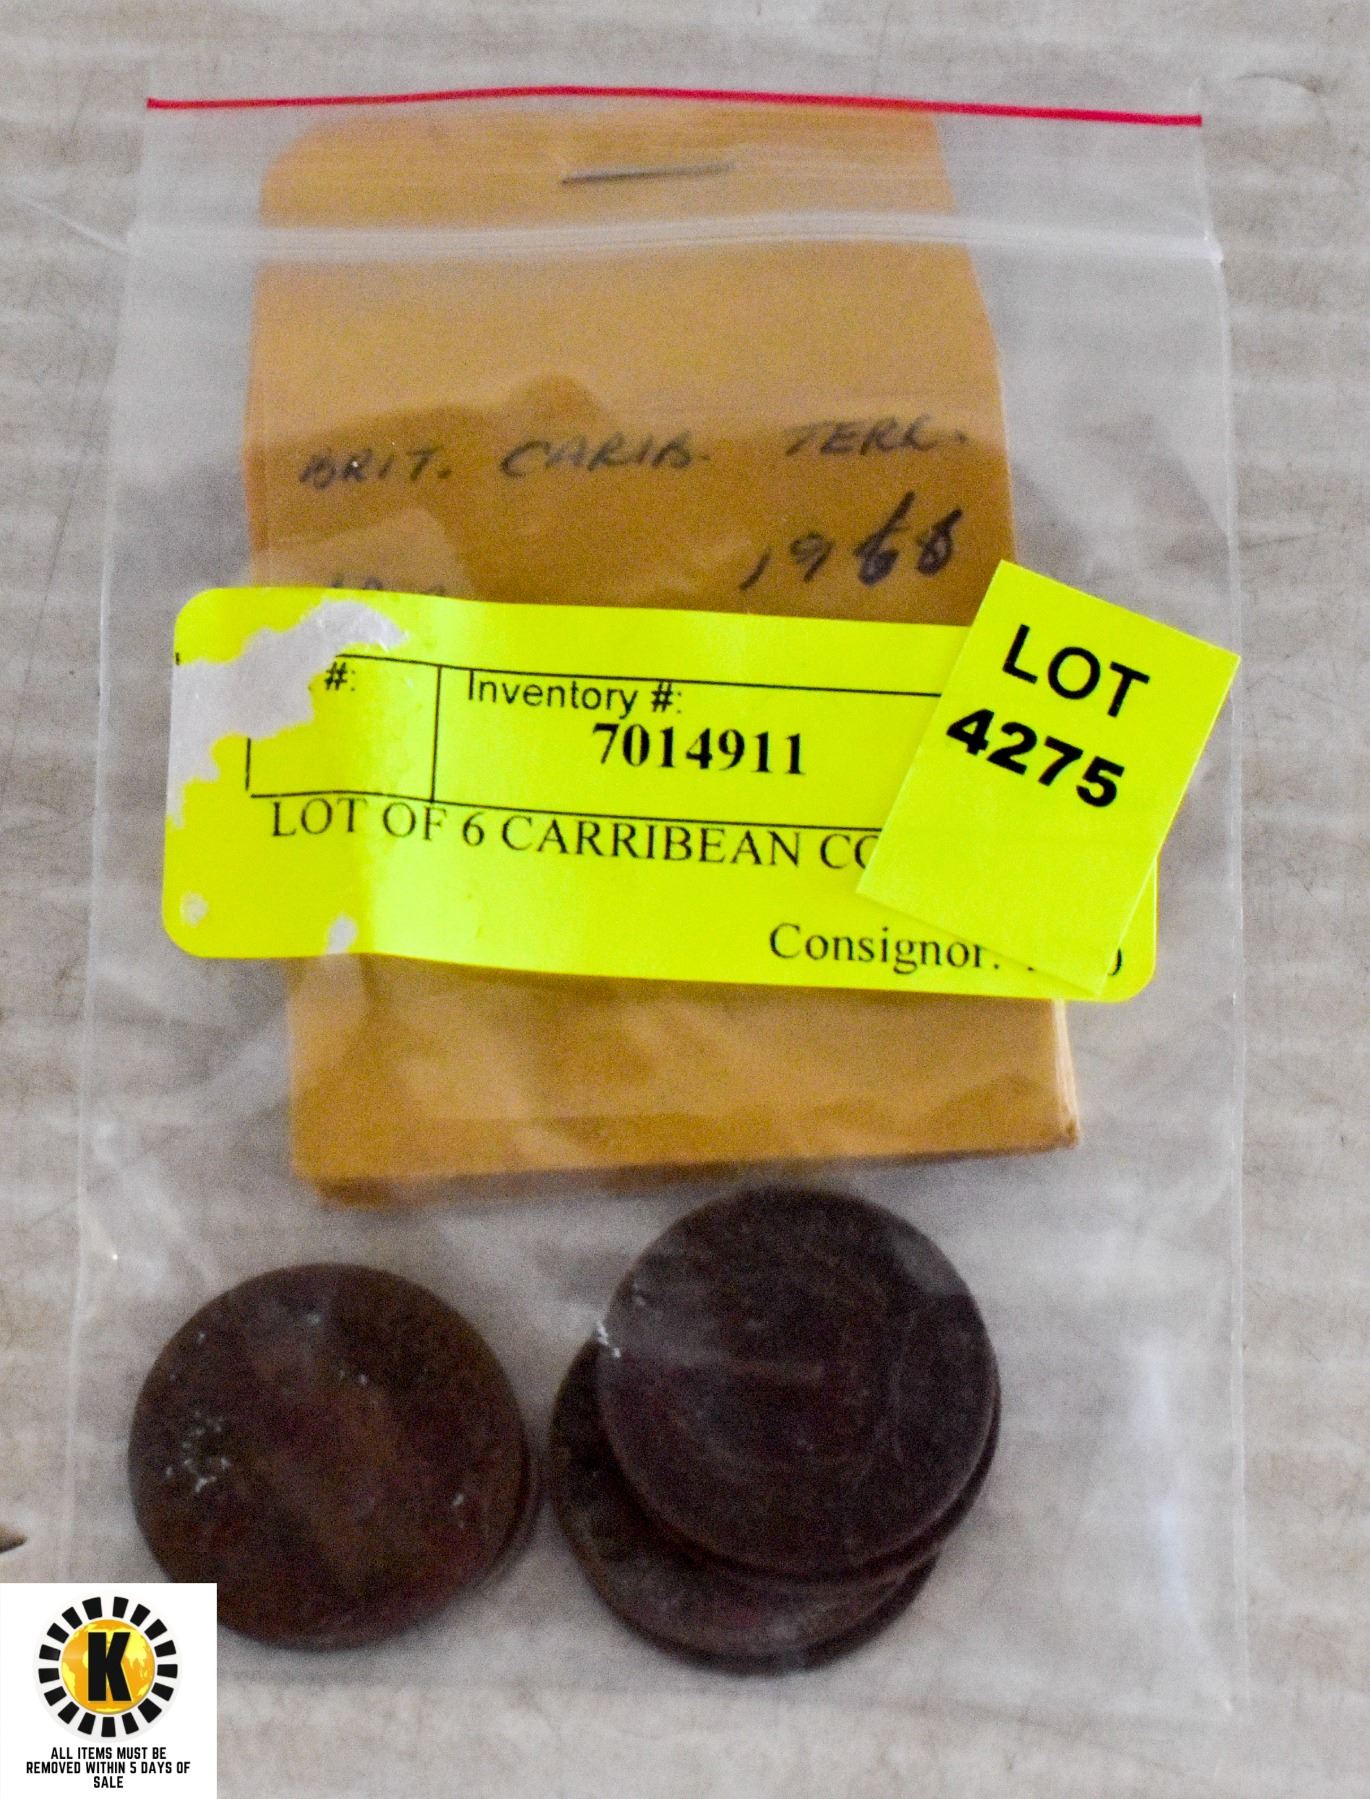 BRIT. CARIB. TERR.
1966
#:
Inventory #:
7014911
LOT OF 6 CARRIBEAN CO
Consignor:
LOT
4275
K
ALL ITEMS MUST BE
REMOVED WITHIN 5 DAYS OF
SALE